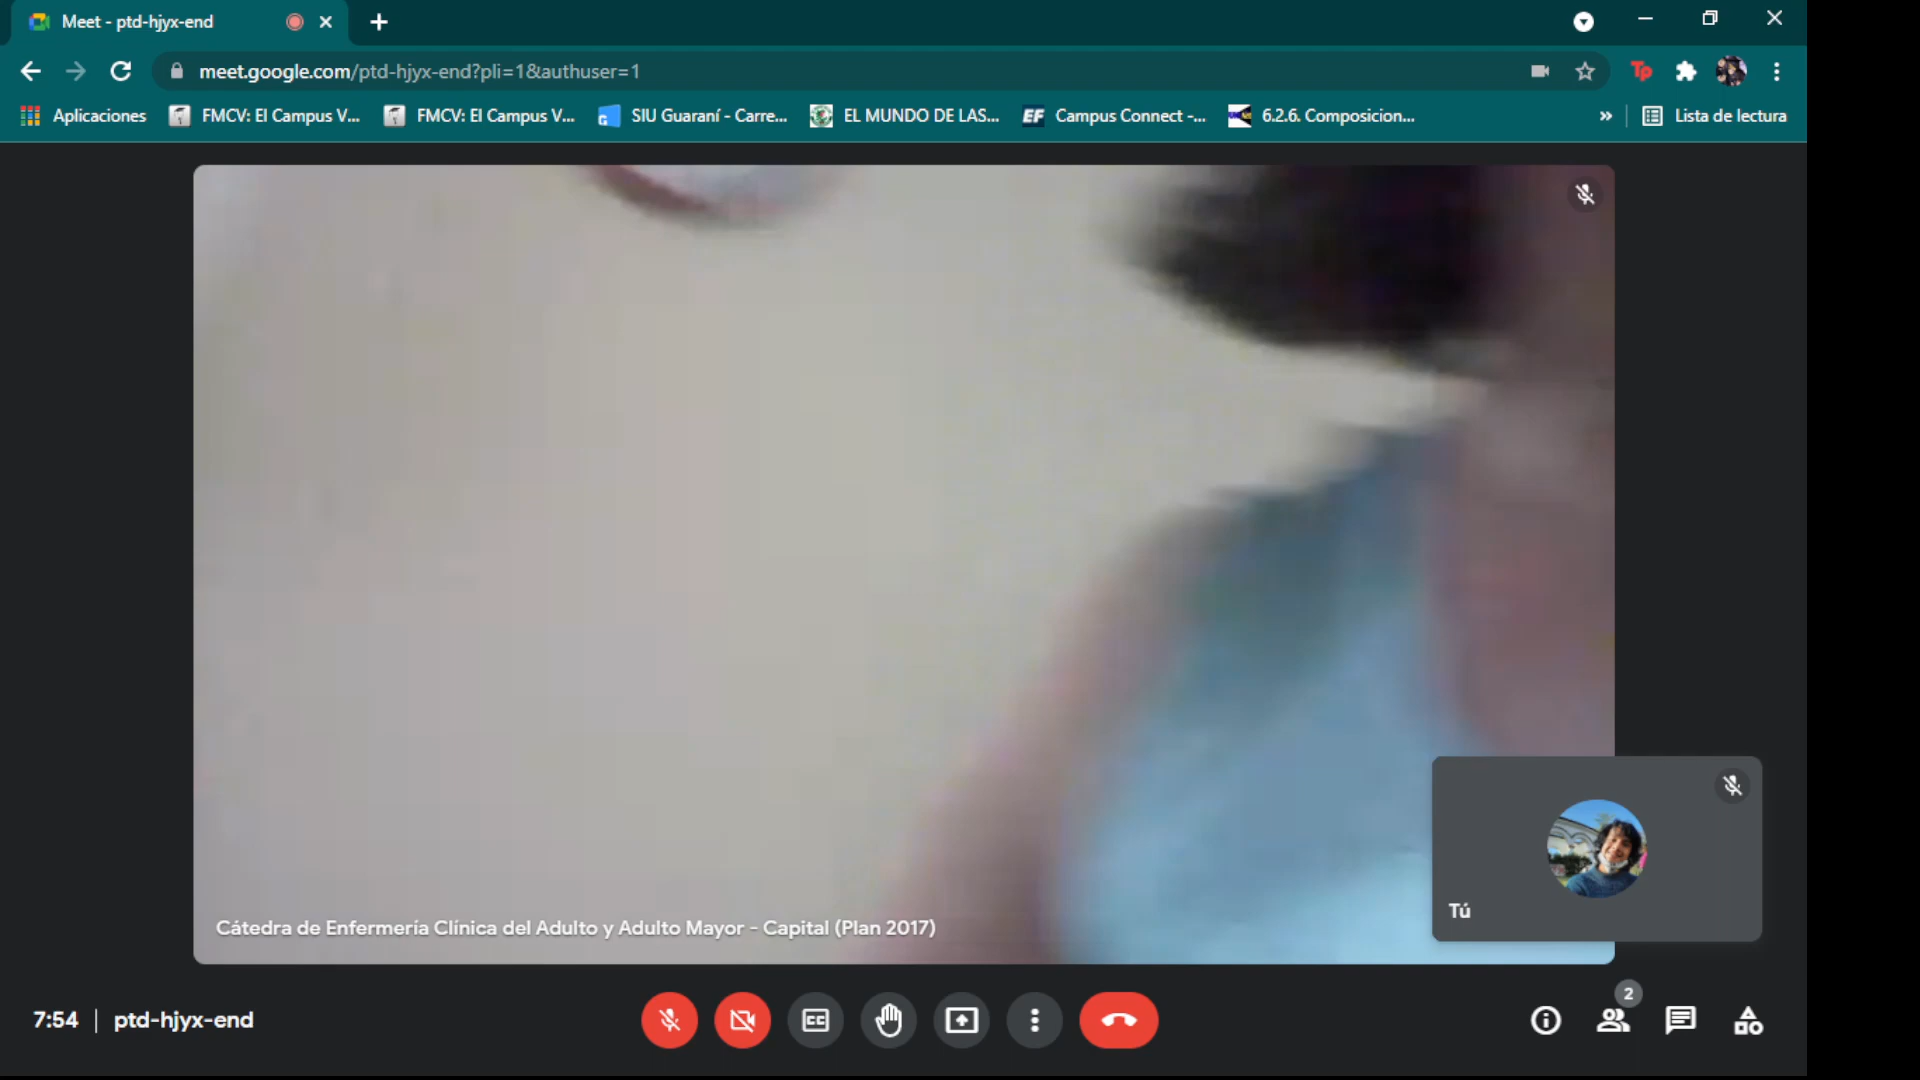 Meet - ptd-hjyx-end
meet.google.com/ptd-hjyx-end?pli=1&authuser=1
Tp
Aplicaciones
FMCV: El Campus V...
FMCV: El Campus V...
SIU Guaraní - Carre...
EL MUNDO DE LAS...
EF Campus Connect -...
6.2.6. Composicion...
»
Lista de lectura
Cátedra de Enfermería Clínica del Adulto y Adulto Mayor - Capital (Plan 2017)
Tú
7:54 | ptd-hjyx-end
CC
2